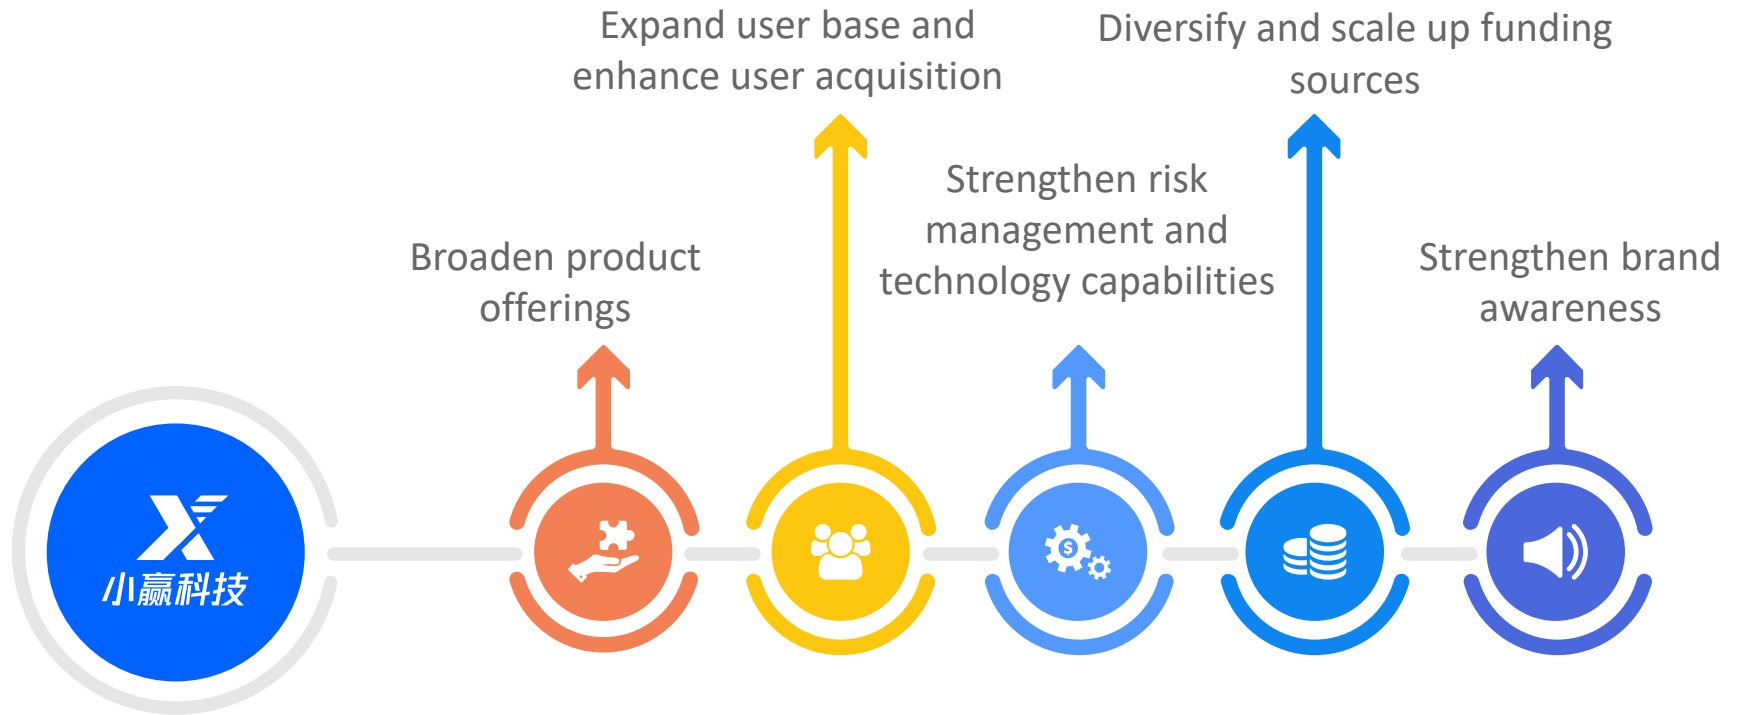 Expand user base and
enhance user acquisition
Diversify and scale up funding
sources
Strengthen risk
management and
technology capabilities
Broaden product
offerings
Strengthen brand
awareness
X
小赢科技
$